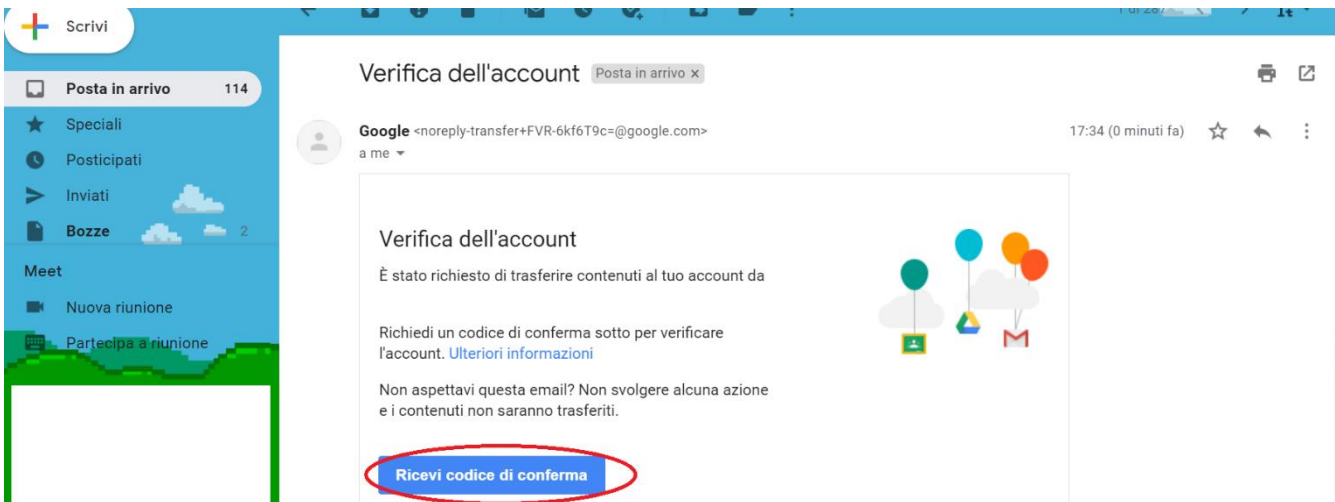 Scrivi
Posta in arrivo 114
Speciali
Posticipati
Inviati
Bozze 2
Meet
Nuova riunione
Partecipa a riunione
Verifica dell'account Posta in arrivo x
Google <noreply-transfer+FVR-6kf6T9c=@google.com> 17:34 (0 minuti fa)
a me
Verifica dell'account
È stato richiesto di trasferire contenuti al tuo account da
Richiedi un codice di conferma sotto per verificare
l'account. Ulteriori informazioni
Non aspettavi questa email? Non svolgere alcuna azione
e i contenuti non saranno trasferiti.
Ricevi codice di conferma